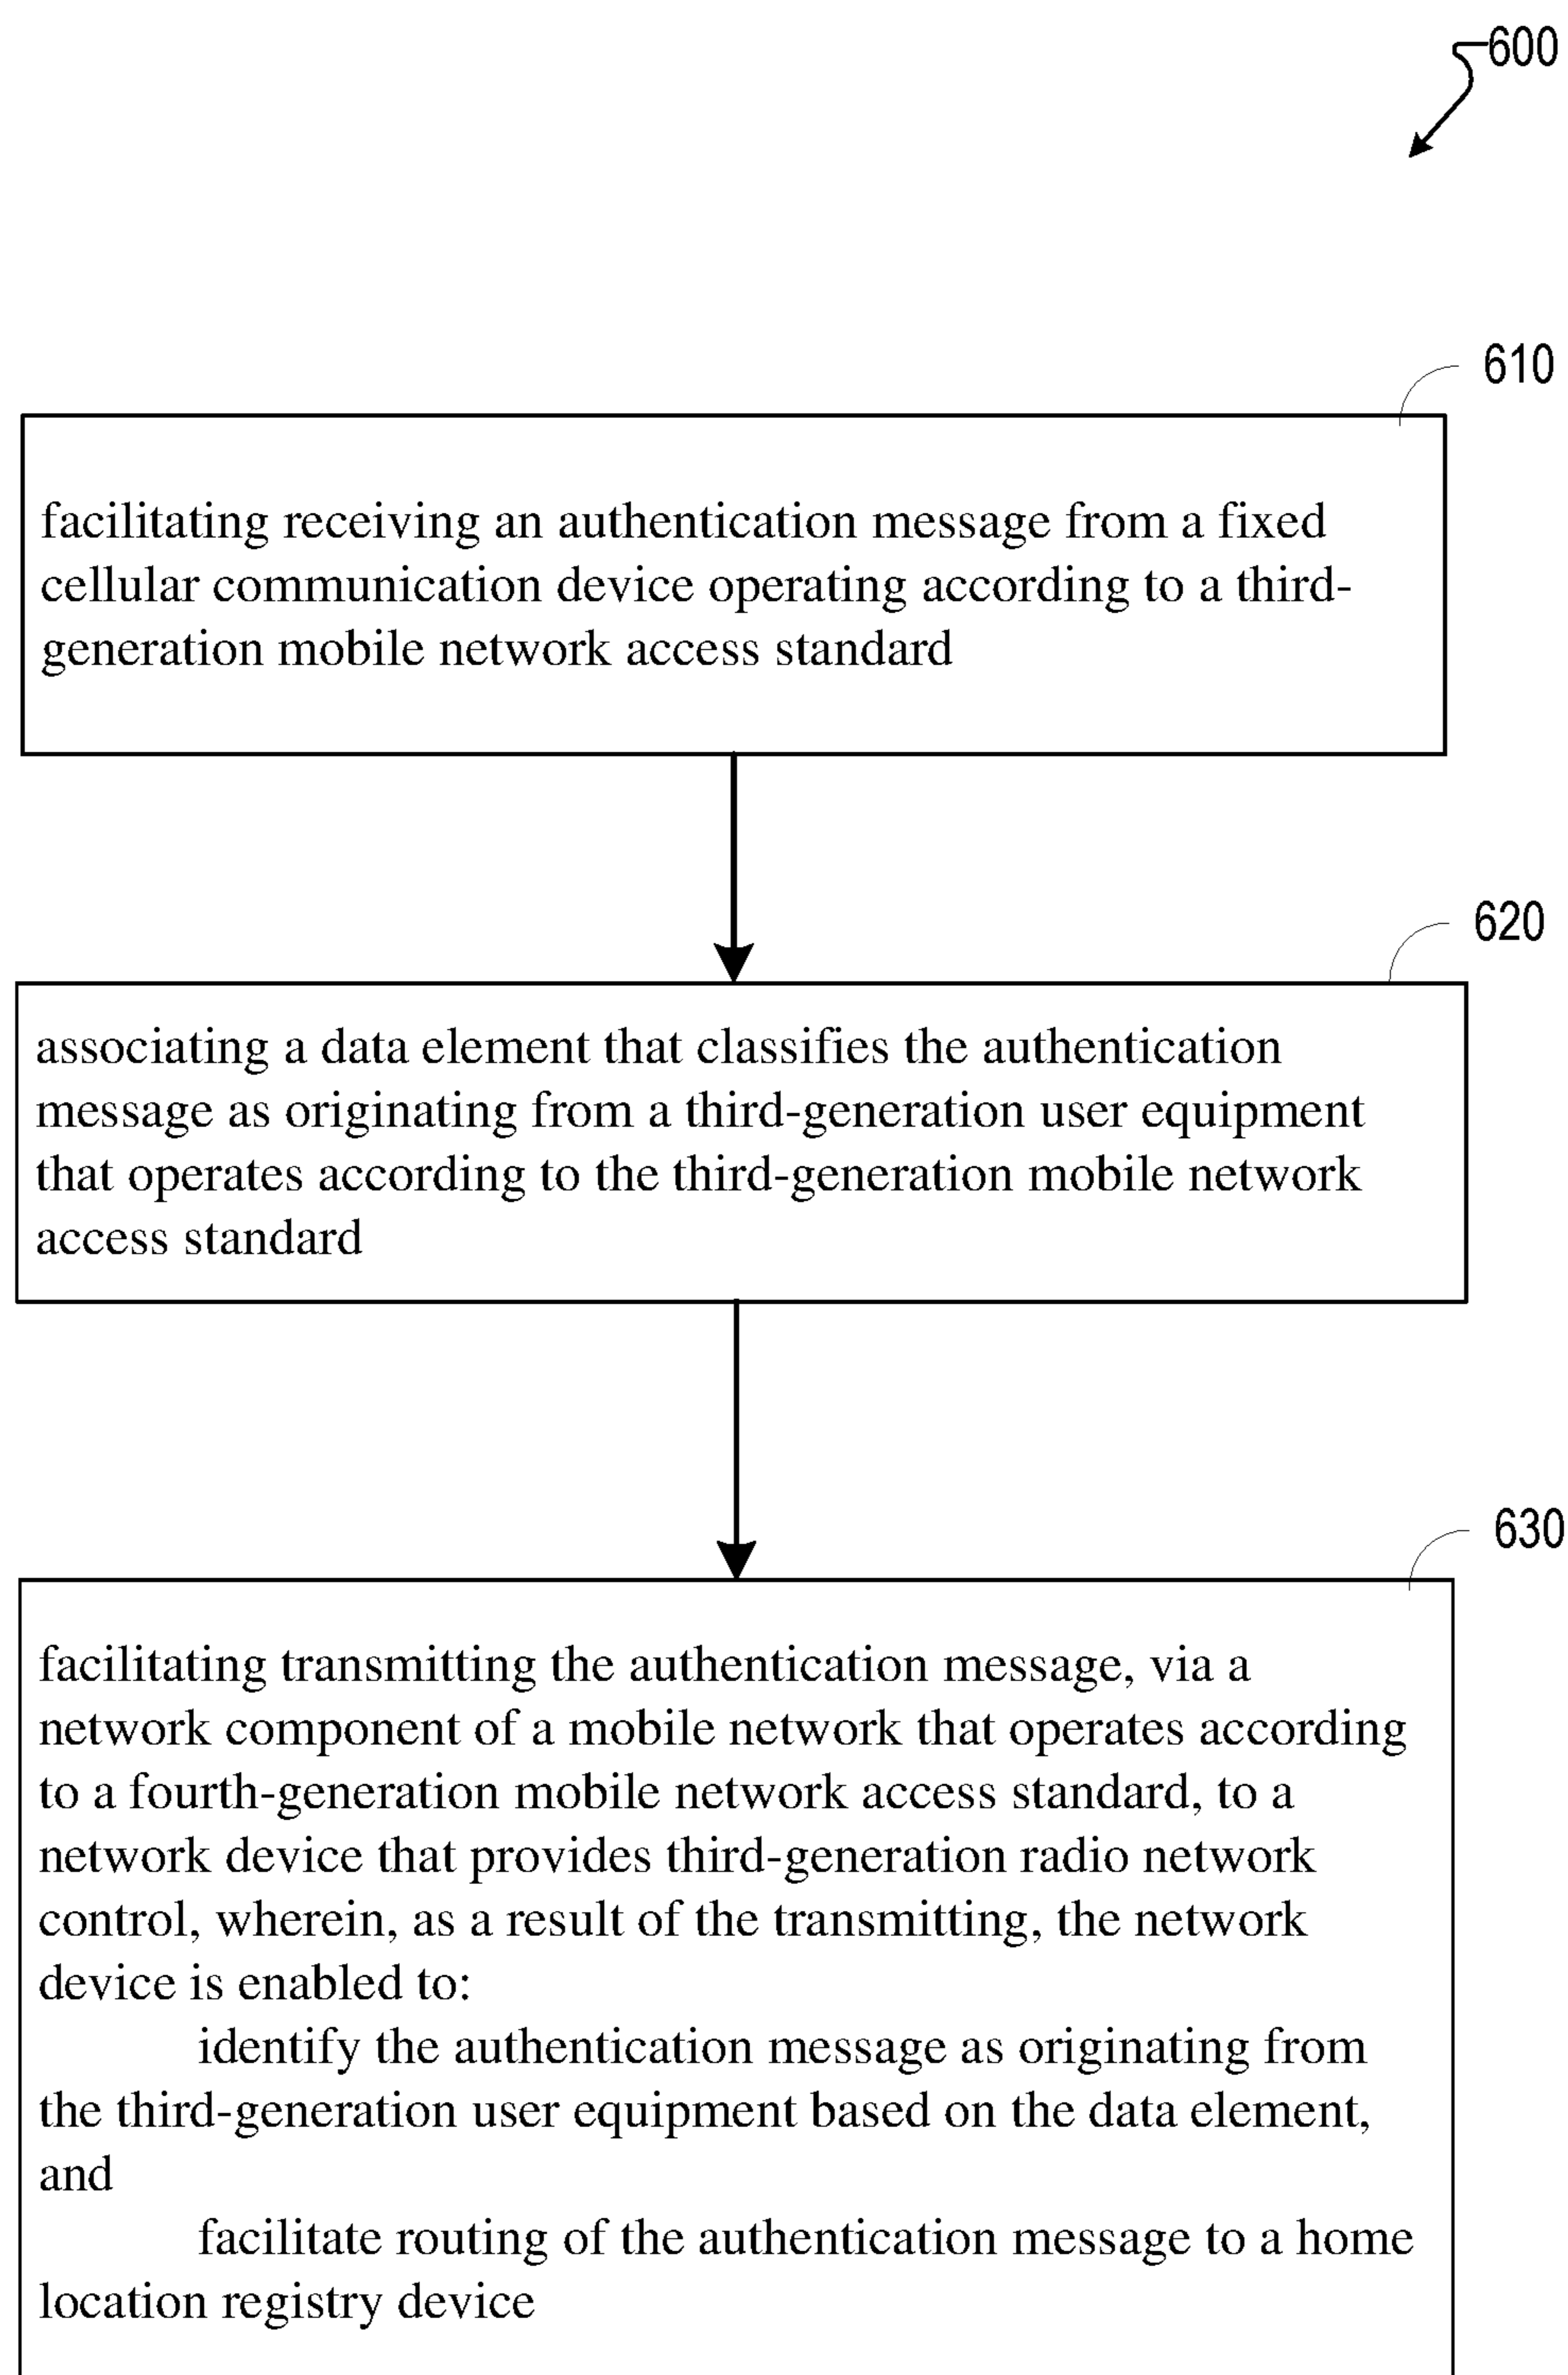 600
610
facilitating receiving an authentication message from a fixed
cellular communication device operating according to a third-
generation mobile network access standard
620
associating a data element that classifies the authentication
message as originating from a third-generation user equipment
that operates according to the third-generation mobile network
access standard
630
facilitating transmitting the authentication message, via a
network component of a mobile network that operates according
to a fourth-generation mobile network access standard, to a
network device that provides third-generation radio network
control, wherein, as a result of the transmitting, the network
device is enabled to:
identify the authentication message as originating from
the third-generation user equipment based on the data element,
and
facilitate routing of the authentication message to a home
location registry device